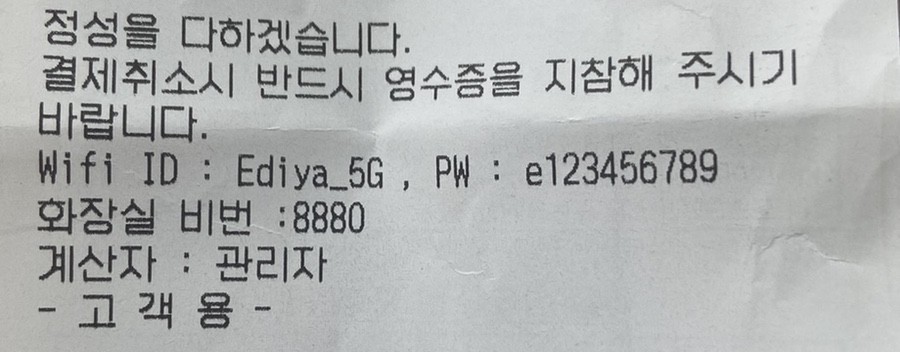 정성을 다하겠습니다.
결제취소시 반드시 영수증을 지참해 주시기
바랍니다.
Wifi ID : Ediya_5G , PW : e123456789
화장실 비번 :8880
계산자 : 관리자
- 고 객 용 -